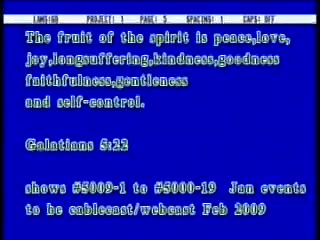 LANG:GD PROJECT: 1 PAGE: 5 SPACING: 1 CAPS: OFF
The fruit of the spirit is peace,love,
joy,longsuffering,kindness,goodness
faithfulness,gentleness
and self-control.
Galatians 5:22
shows #5009-1 to #5000-19 Jan events
to be cablecast/webcast Feb 2009